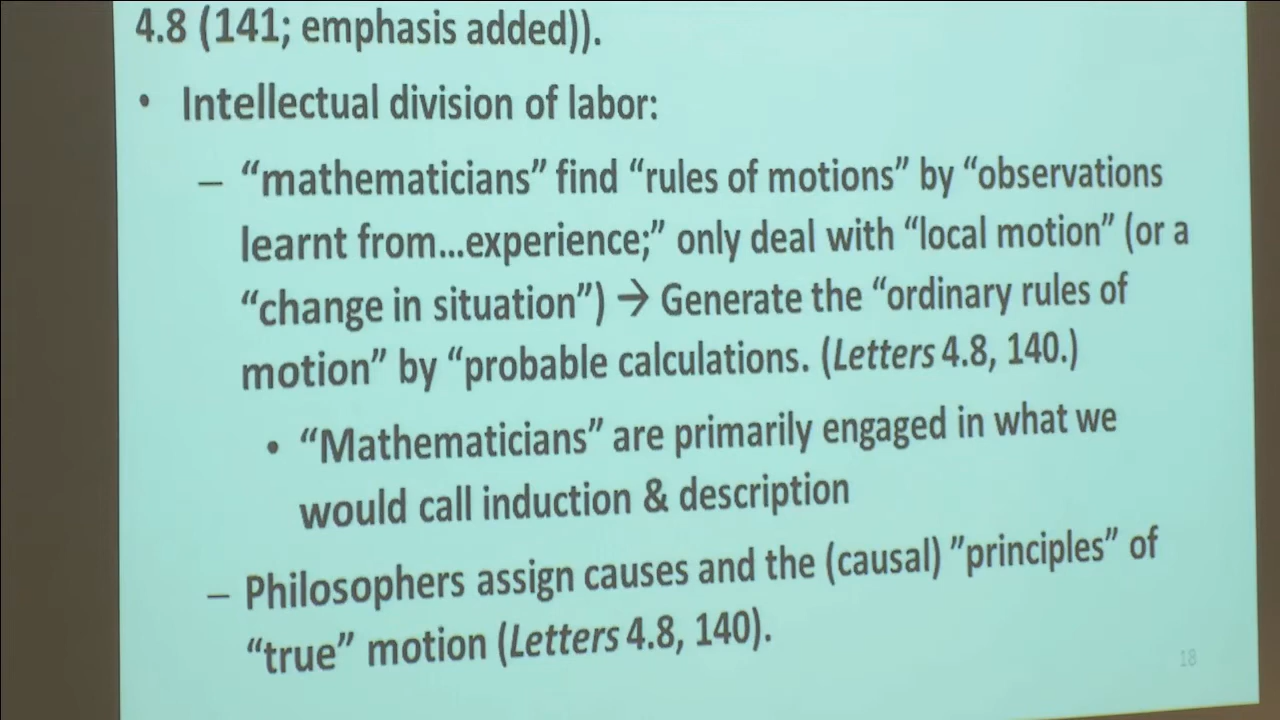 4.8 (141; emphasis added)).
• Intellectual division of labor:
– “mathematicians” find “rules of motions” by “observations
learnt from...experience;” only deal with “local motion” (or a
“change in situation”) → Generate the “ordinary rules of
motion” by “probable calculations. (Letters 4.8, 140.)
• “Mathematicians” are primarily engaged in what we
would call induction & description
– Philosophers assign causes and the (causal) ”principles” of
“true” motion (Letters 4.8, 140).
18